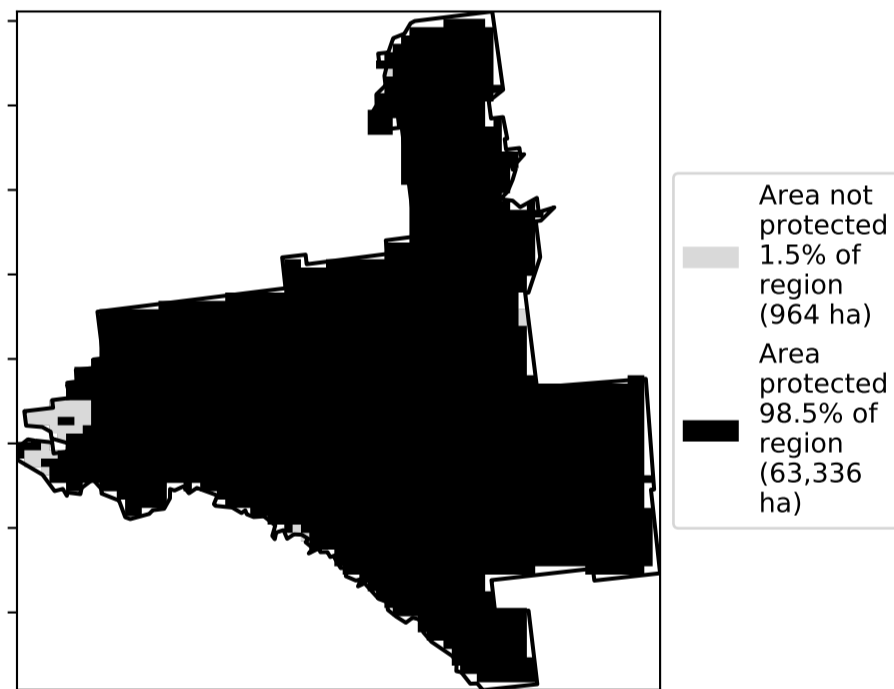 Area not
protected
1.5% of
region
(964 ha)
Area
protected
98.5% of
region
(63,336
ha)